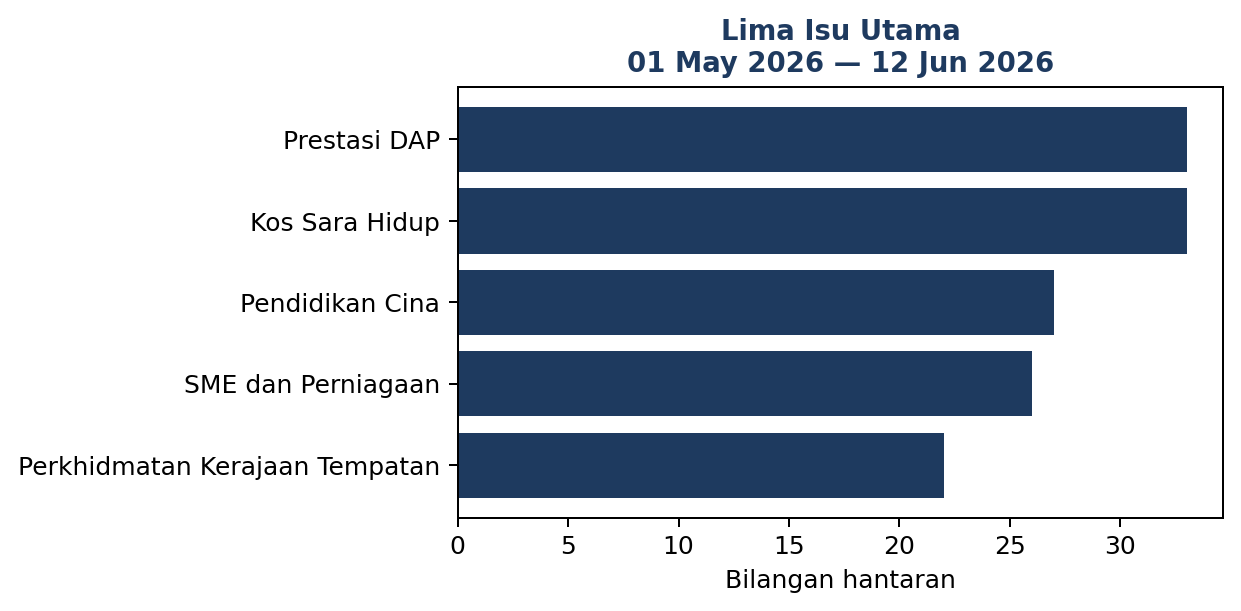 Lima Isu Utama
01 May 2026 — 12 Jun 2026
Prestasi DAP
Kos Sara Hidup
Pendidikan Cina
SME dan Perniagaan
Perkhidmatan Kerajaan Tempatan
0 5 10 15 20 25 30
Bilangan hantaran